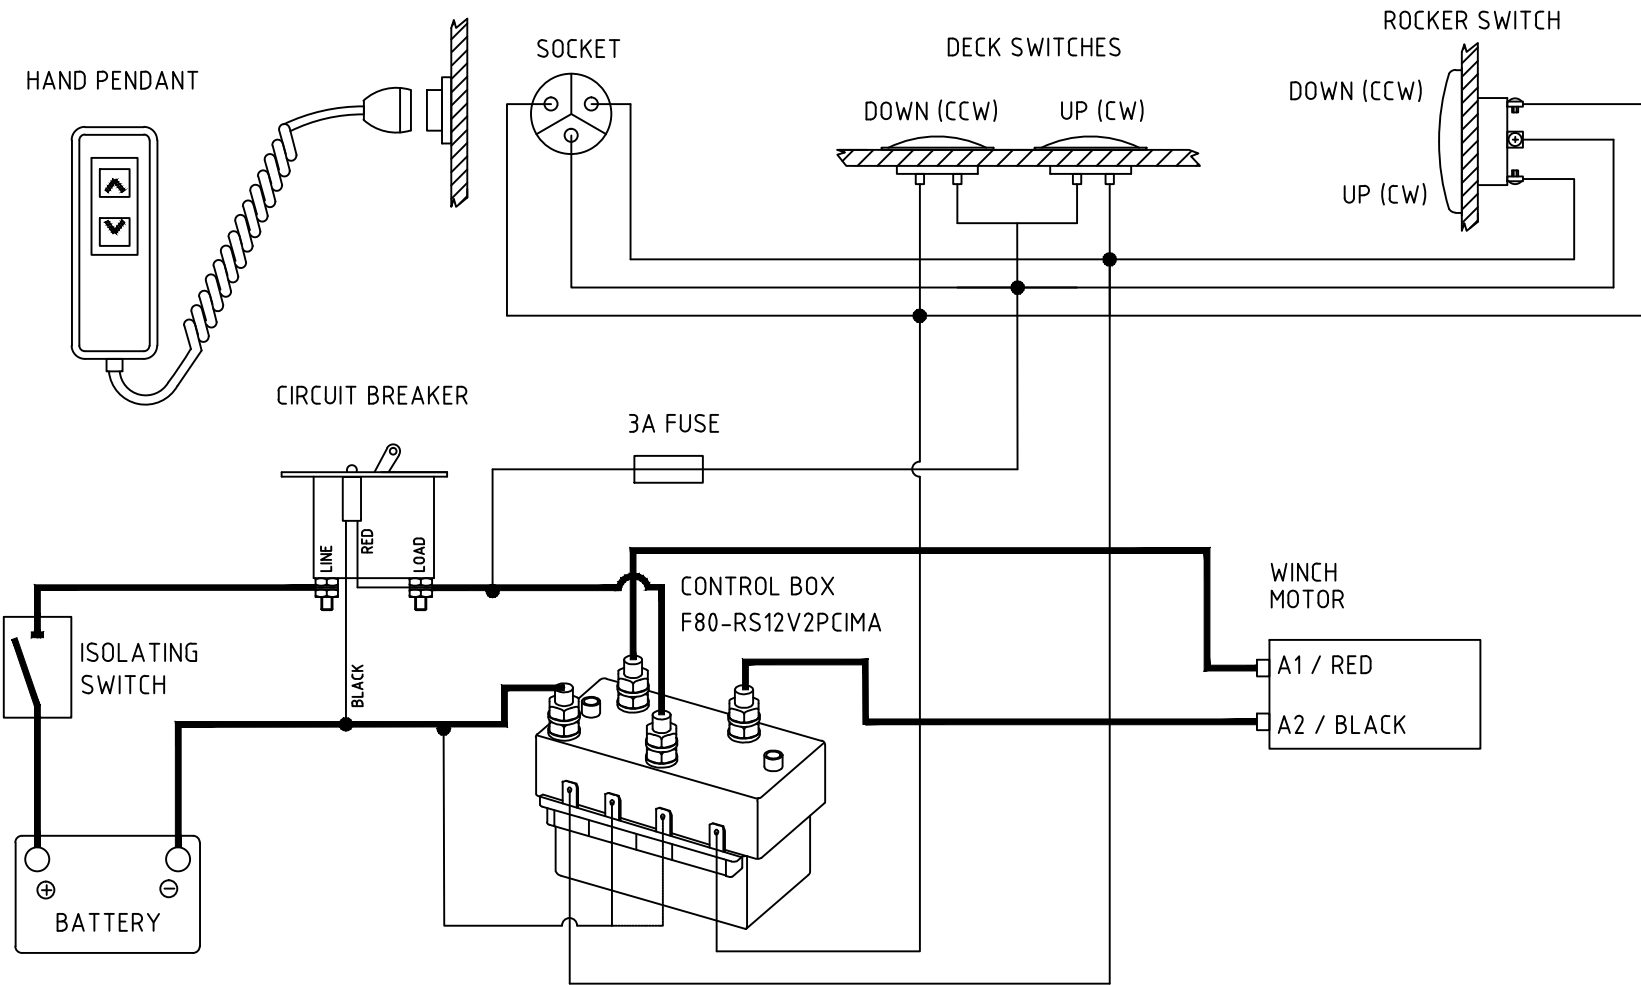 ROCKER SWITCH
SOCKET
DECK SWITCHES
HAND PENDANT
DOWN (CCW)
DOWN (CCW)
UP (CW)
UP (CW)
CIRCUIT BREAKER
3A FUSE
LINE
RED
LOAD
CONTROL BOX
F80-RS12V2PCIMA
WINCH
MOTOR
ISOLATING
SWITCH
BLACK
A1 / RED
A2 / BLACK
+
−
BATTERY